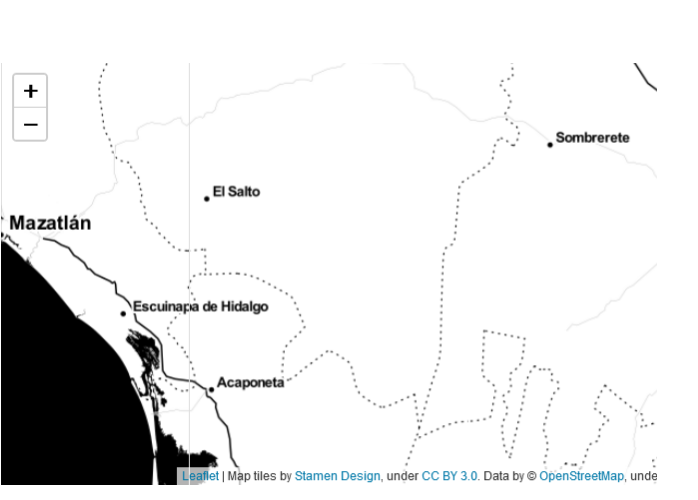 +
Sombrerete
−
El Salto
Mazatlán
Escuinapa de Hidalgo
Acaponeta
Leaflet | Map tiles by Stamen Design, under CC BY 3.0. Data by © OpenStreetMap, unde